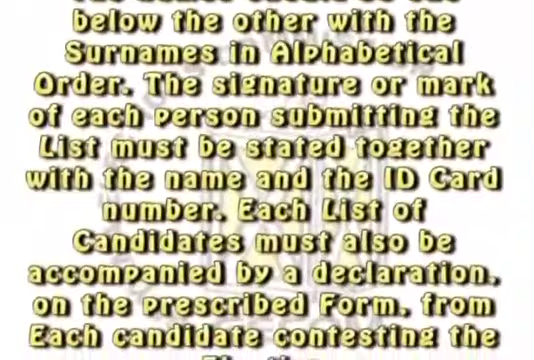 below the other with the
Surnames in Alphabetical
Order. The signature or mark
of each person submitting the
List must be stated together
with the name and the ID Card
number. Each List of
Candidates must also be
accompanied by a declaration,
on the prescribed Form, from
Each candidate contesting the